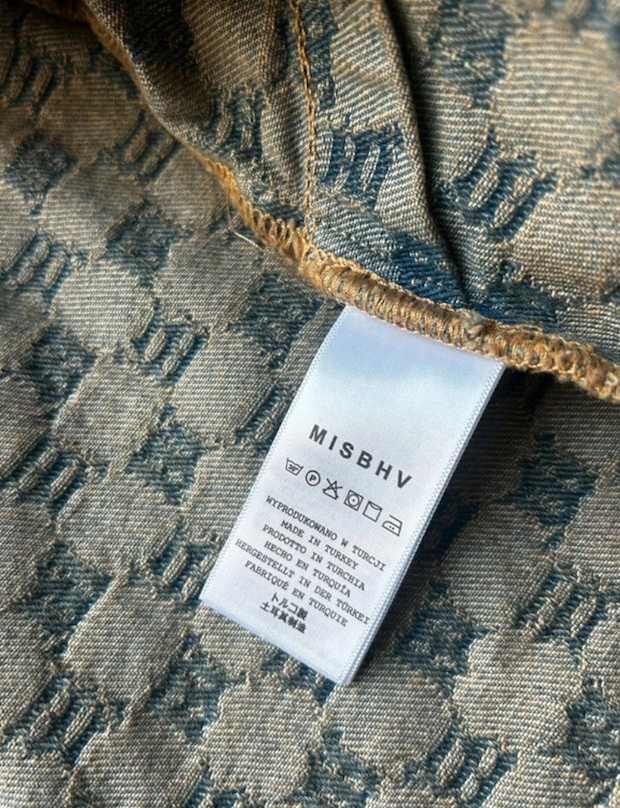 MISBHV
P
WYPRODUKOWANO W TURCJI
MADE IN TURKEY
PRODOTTO IN TURCHIA
HECHO EN TURQUÍA
HERGESTELLT IN DER TÜRKEI
FABRIQUÉ EN TURQUIE
トルコ製
土耳其制造